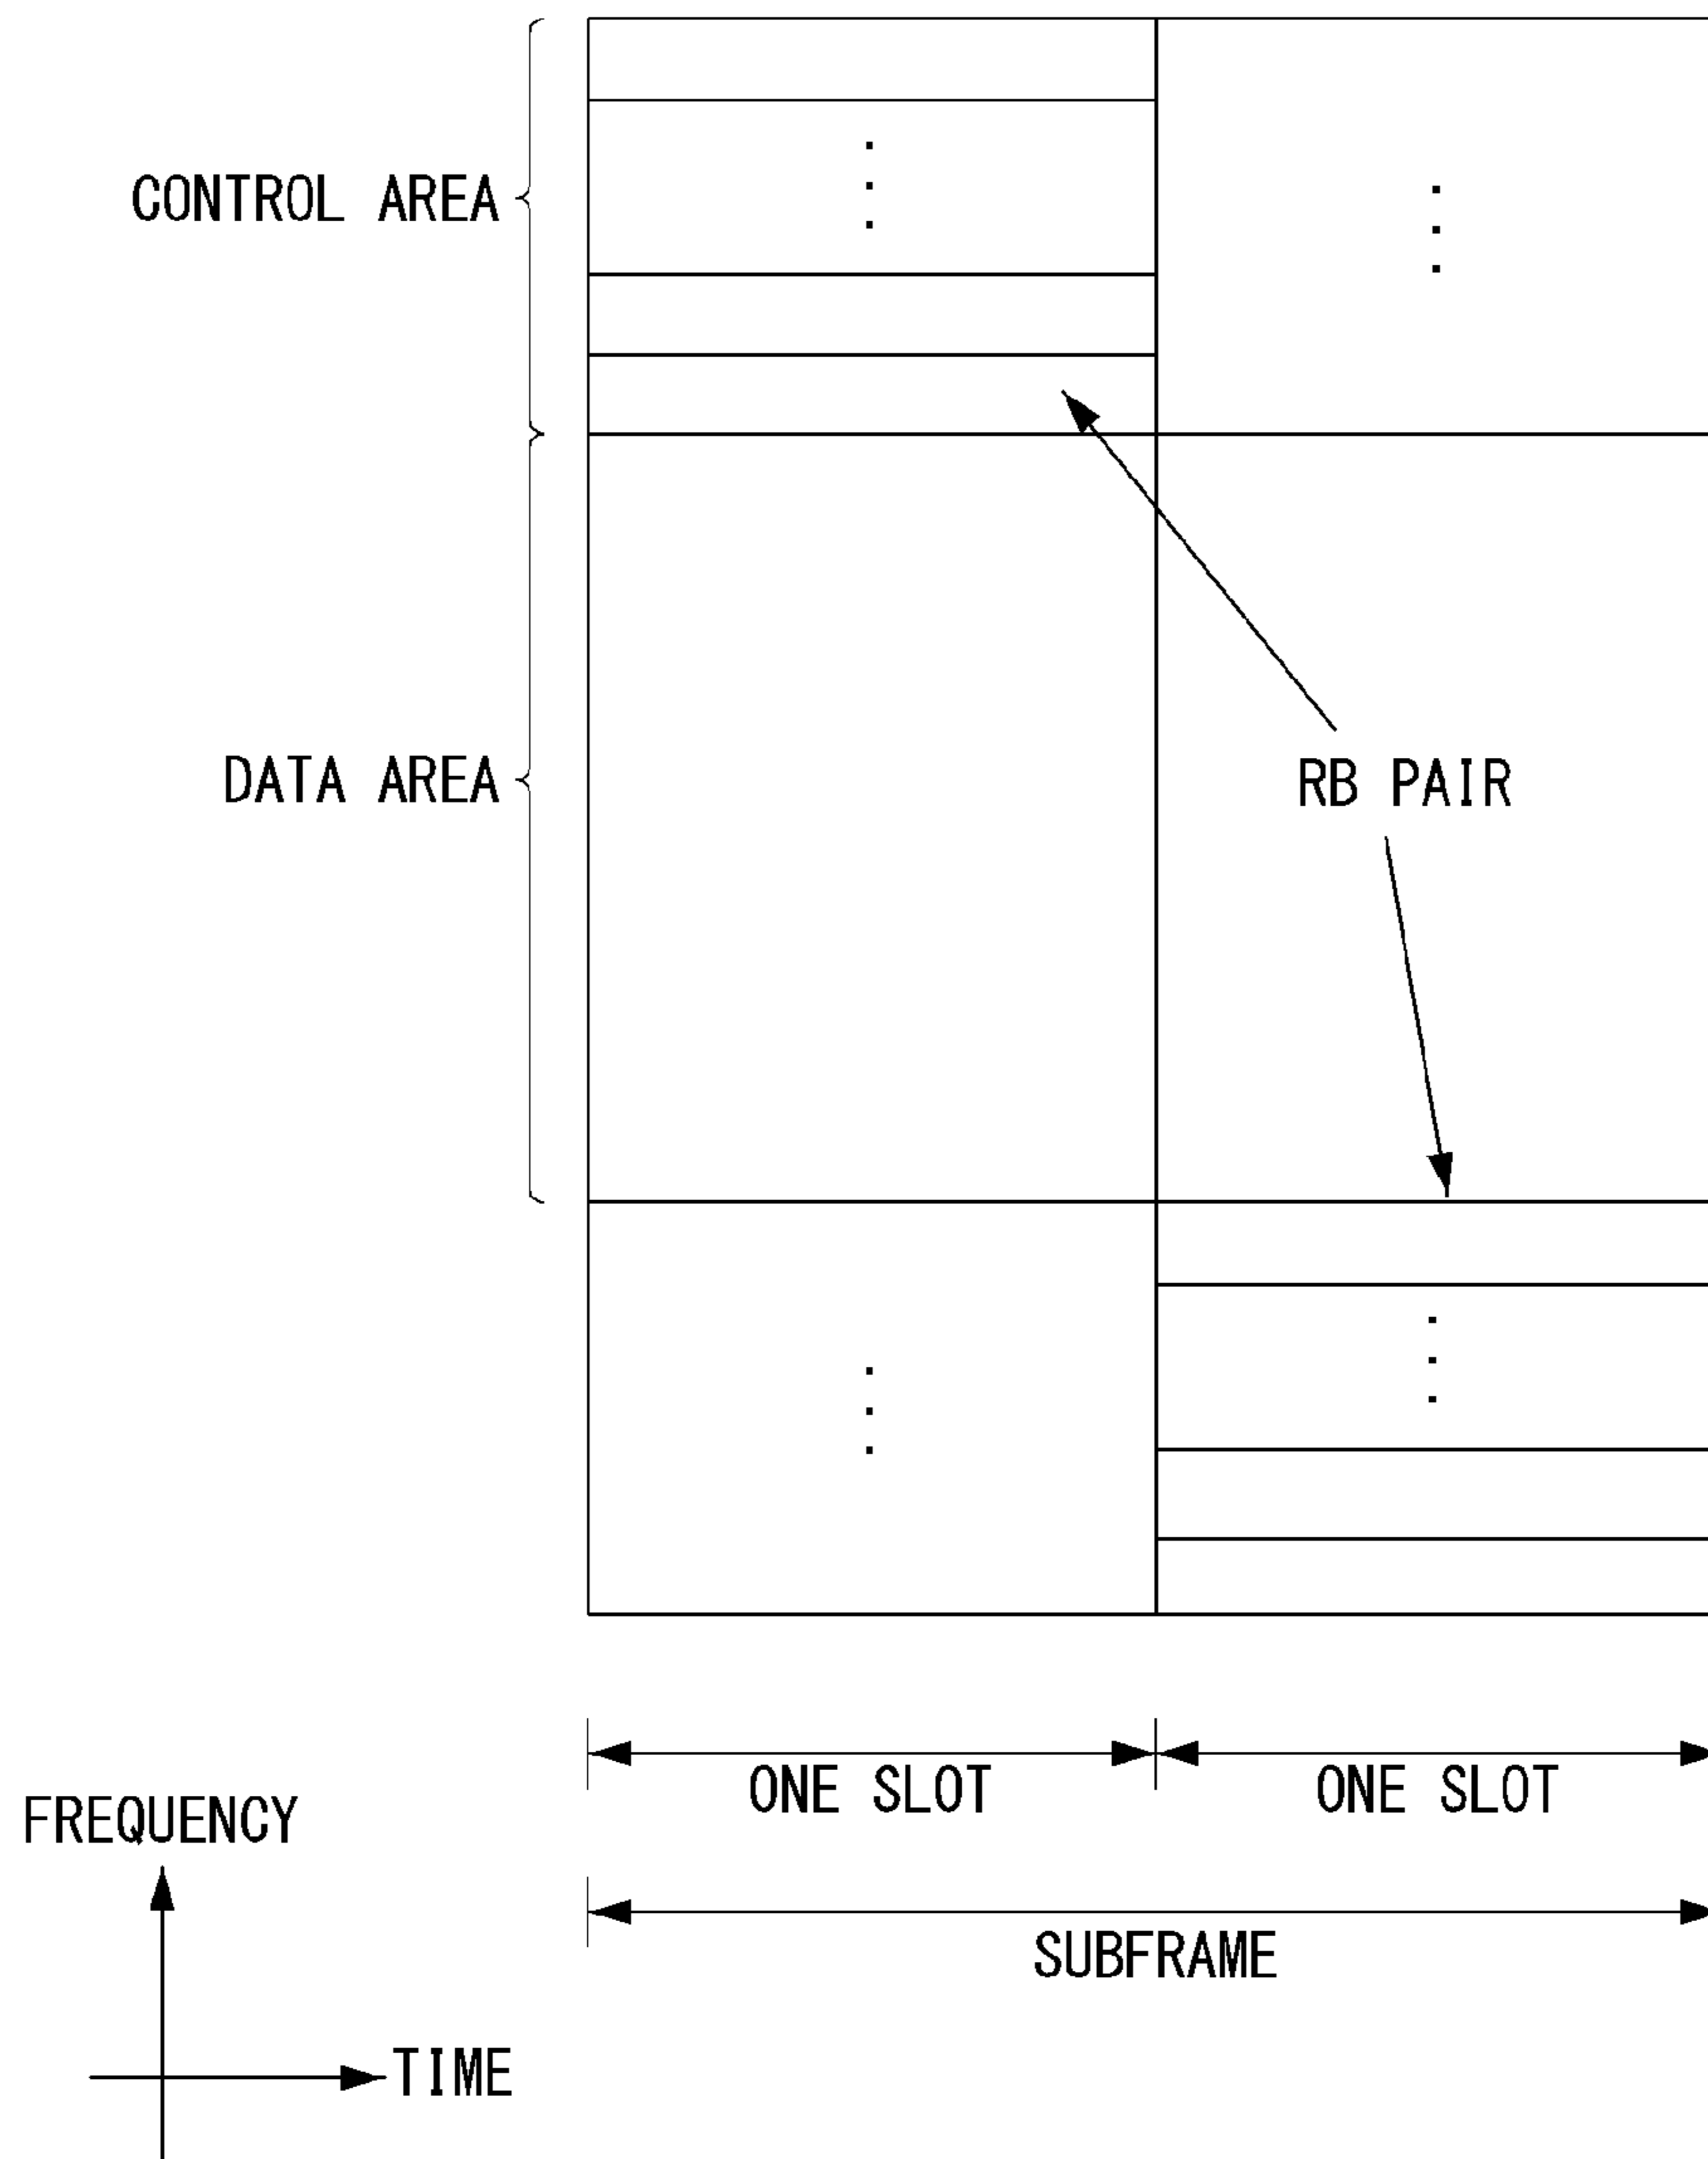 CONTROL AREA
DATA AREA
RB PAIR
ONE SLOT
ONE SLOT
FREQUENCY
SUBFRAME
TIME